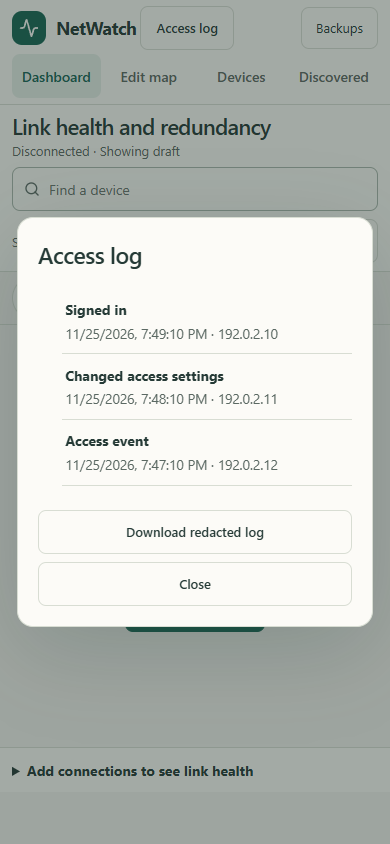 NetWatch
Access log
Backups
Dashboard
Edit map
Devices
Discovered
Link health and redundancy
Disconnected · Showing draft
Find a device
Access log
Signed in
11/25/2026, 7:49:10 PM · 192.0.2.10
Changed access settings
11/25/2026, 7:48:10 PM · 192.0.2.11
Access event
11/25/2026, 7:47:10 PM · 192.0.2.12
Download redacted log
Close
Add connections to see link health